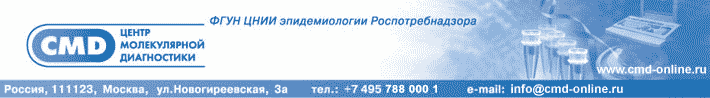 ФГУН ЦНИИ эпидемиологии Роспотребнадзора
CMD
ЦЕНТР
МОЛЕКУЛЯРНОЙ
ДИАГНОСТИКИ
www.cmd-online.ru
Россия, 111123, Москва, ул.Новогиреевская, 3а тел.: +7 495 788 000 1 e-mail: info@cmd-online.ru